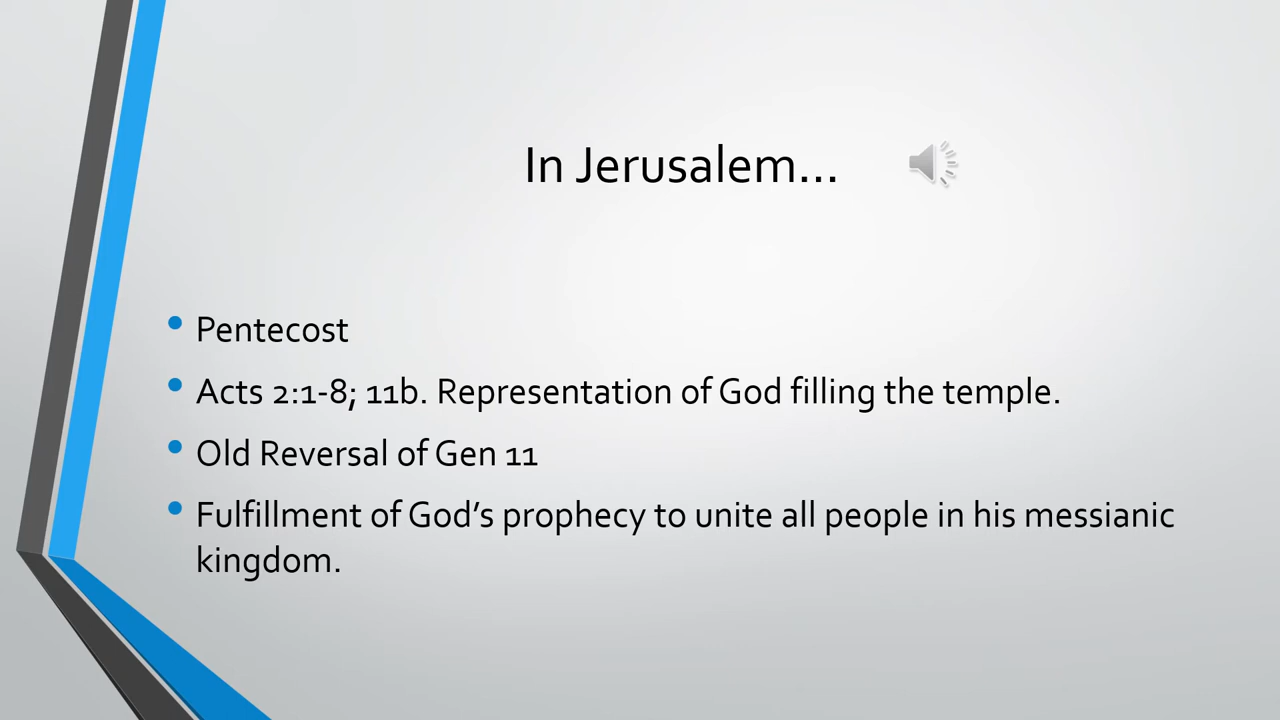 In Jerusalem...
• Pentecost
• Acts 2:1-8; 11b. Representation of God filling the temple.
• Old Reversal of Gen 11
• Fulfillment of God’s prophecy to unite all people in his messianic
kingdom.